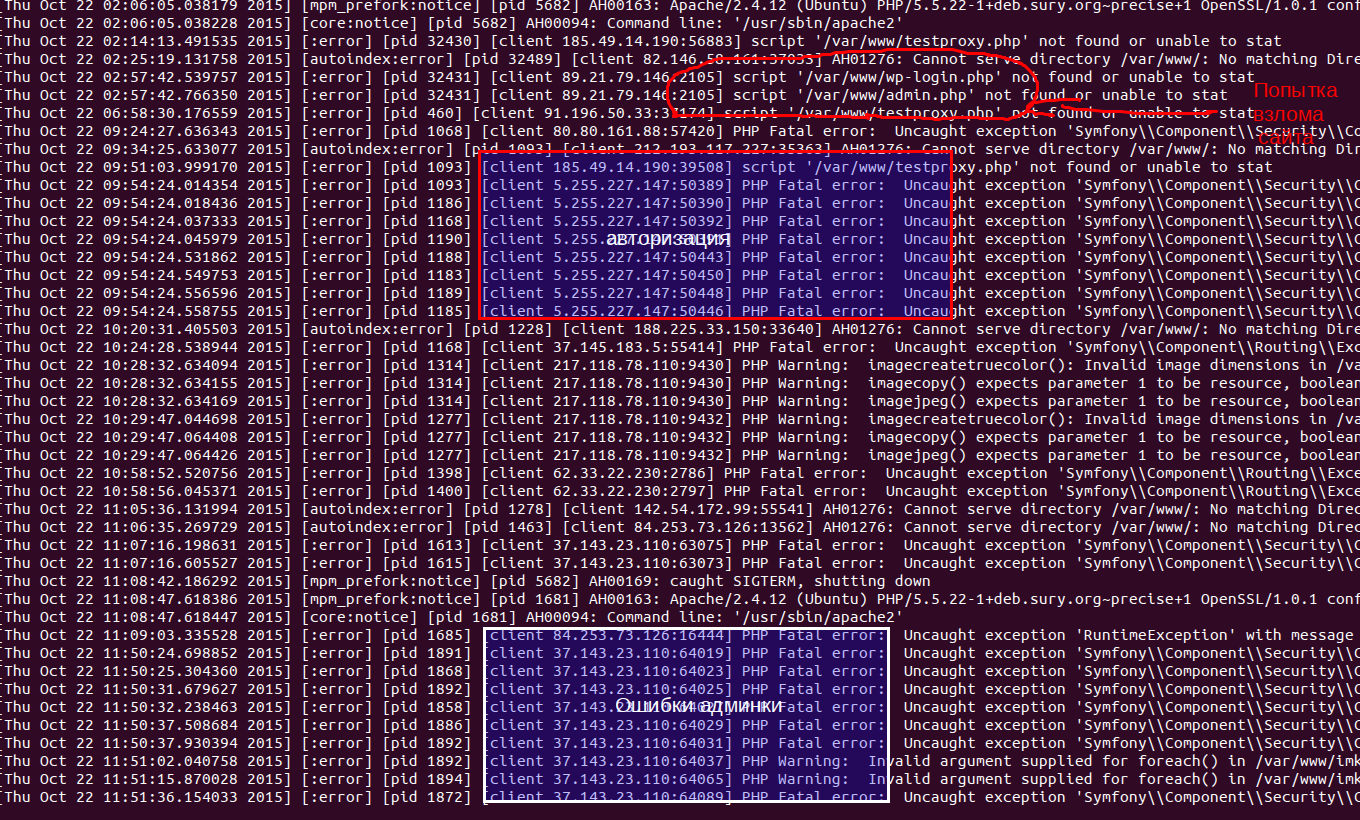 [Thu Oct 22 02:06:05.038179 2015] [mpm_prefork:notice] [pid 5682] AH00163: Apache/2.4.12 (Ubuntu) PHP/5.5.22-1+deb.sury.org~precise+1 OpenSSL/1.0.1 conf
[Thu Oct 22 02:06:05.038228 2015] [core:notice] [pid 5682] AH00094: Command line: '/usr/sbin/apache2'
[Thu Oct 22 02:14:13.491535 2015] [:error] [pid 32430] [client 185.49.14.190:56883] script '/var/www/testproxy.php' not found or unable to stat
[Thu Oct 22 02:25:19.131758 2015] [autoindex:error] [pid 32489] [client 82.146. AH01276: Cannot serve directory /var/www/: No matching Dire
[Thu Oct 22 02:57:42.539757 2015] [:error] [pid 32431] [client 89.21.79.146:2105] script '/var/www/wp-login.php' not found or unable to stat
[Thu Oct 22 02:57:42.766350 2015] [:error] [pid 32431] [client 89.21.79.146:2105] script '/var/www/admin.php' not found or unable to stat
Попытка
взлома
сайта
[Thu Oct 22 06:58:30.176559 2015] [:error] [pid 460] [client 91.196.50.33:37174] script '/var/www/testproxy.php' not found or unable to stat
[Thu Oct 22 09:24:27.636343 2015] [:error] [pid 1068] [client 80.80.161.88:57420] PHP Fatal error:  Uncaught exception 'Symfony\\Component\\Security\\Co
[Thu Oct 22 09:34:25.633077 2015] [autoindex:error] [pid 1093] [client 212.193.117.227:35363] AH01276: Cannot serve directory /var/www/: No matching Dir
[Thu Oct 22 09:51:03.999170 2015] [:error] [pid 1093] [client 185.49.14.190:39508] script '/var/www/testproxy.php' not found or unable to stat
[Thu Oct 22 09:54:24.014354 2015] [:error] [pid 1093] [client 5.255.227.147:50389] PHP Fatal error:  Uncaught exception 'Symfony\\Component\\Security\\C
[Thu Oct 22 09:54:24.018436 2015] [:error] [pid 1186] [client 5.255.227.147:50390] PHP Fatal error:  Uncaught exception 'Symfony\\Component\\Security\\C
[Thu Oct 22 09:54:24.037333 2015] [:error] [pid 1168] [client 5.255.227.147:50392] PHP Fatal error:  Uncaught exception 'Symfony\\Component\\Security\\C
[Thu Oct 22 09:54:24.045979 2015] [:error] [pid 1190] [client PHP Fatal error:  Uncaught exception 'Symfony\\Component\\Security\\C
авторизация
[Thu Oct 22 09:54:24.531862 2015] [:error] [pid 1188] [client 5.255.227.147:50443] PHP Fatal error:  Uncaught exception 'Symfony\\Component\\Security\\C
[Thu Oct 22 09:54:24.549753 2015] [:error] [pid 1183] [client 5.255.227.147:50450] PHP Fatal error:  Uncaught exception 'Symfony\\Component\\Security\\C
[Thu Oct 22 09:54:24.556596 2015] [:error] [pid 1189] [client 5.255.227.147:50448] PHP Fatal error:  Uncaught exception 'Symfony\\Component\\Security\\C
[Thu Oct 22 09:54:24.558755 2015] [:error] [pid 1185] [client 5.255.227.147:50446] PHP Fatal error:  Uncaught exception 'Symfony\\Component\\Security\\C
[Thu Oct 22 10:20:31.405503 2015] [autoindex:error] [pid 1228] [client 188.225.33.150:33640] AH01276: Cannot serve directory /var/www/: No matching Dire
[Thu Oct 22 10:24:28.538944 2015] [:error] [pid 1168] [client 37.145.183.5:55414] PHP Fatal error:  Uncaught exception 'Symfony\\Component\\Routing\\Exc
[Thu Oct 22 10:28:32.634094 2015] [:error] [pid 1314] [client 217.118.78.110:9430] PHP Warning:  imagecreatetruecolor(): Invalid image dimensions in /va
[Thu Oct 22 10:28:32.634155 2015] [:error] [pid 1314] [client 217.118.78.110:9430] PHP Warning:  imagecopy() expects parameter 1 to be resource, boolean
[Thu Oct 22 10:28:32.634169 2015] [:error] [pid 1314] [client 217.118.78.110:9430] PHP Warning:  imagejpeg() expects parameter 1 to be resource, boolean
[Thu Oct 22 10:29:47.044698 2015] [:error] [pid 1277] [client 217.118.78.110:9432] PHP Warning:  imagecreatetruecolor(): Invalid image dimensions in /va
[Thu Oct 22 10:29:47.064408 2015] [:error] [pid 1277] [client 217.118.78.110:9432] PHP Warning:  imagecopy() expects parameter 1 to be resource, boolean
[Thu Oct 22 10:29:47.064426 2015] [:error] [pid 1277] [client 217.118.78.110:9432] PHP Warning:  imagejpeg() expects parameter 1 to be resource, boolean
[Thu Oct 22 10:58:52.520756 2015] [:error] [pid 1398] [client 62.33.22.230:2786] PHP Fatal error:  Uncaught exception 'Symfony\\Component\\Routing\\Exce
[Thu Oct 22 10:58:56.045371 2015] [:error] [pid 1400] [client 62.33.22.230:2797] PHP Fatal error:  Uncaught exception 'Symfony\\Component\\Routing\\Exce
[Thu Oct 22 11:05:36.131994 2015] [autoindex:error] [pid 1278] [client 142.54.172.99:55541] AH01276: Cannot serve directory /var/www/: No matching Direc
[Thu Oct 22 11:06:35.269729 2015] [autoindex:error] [pid 1463] [client 84.253.73.126:13562] AH01276: Cannot serve directory /var/www/: No matching Direc
[Thu Oct 22 11:07:16.198631 2015] [:error] [pid 1613] [client 37.143.23.110:63075] PHP Fatal error:  Uncaught exception 'Symfony\\Component\\Security\\C
[Thu Oct 22 11:07:16.605527 2015] [:error] [pid 1615] [client 37.143.23.110:63073] PHP Fatal error:  Uncaught exception 'Symfony\\Component\\Security\\C
[Thu Oct 22 11:08:42.186292 2015] [mpm_prefork:notice] [pid 5682] AH00169: caught SIGTERM, shutting down
[Thu Oct 22 11:08:47.618386 2015] [mpm_prefork:notice] [pid 1681] AH00163: Apache/2.4.12 (Ubuntu) PHP/5.5.22-1+deb.sury.org~precise+1 OpenSSL/1.0.1 conf
[Thu Oct 22 11:08:47.618447 2015] [core:notice] [pid 1681] AH00094: Command line: '/usr/sbin/apache2'
[Thu Oct 22 11:09:03.335528 2015] [:error] [pid 1685] [client 84.253.73.126:16444] PHP Fatal error:  Uncaught exception 'RuntimeException' with message
[Thu Oct 22 11:50:24.698852 2015] [:error] [pid 1891] [client 37.143.23.110:64019] PHP Fatal error:  Uncaught exception 'Symfony\\Component\\Security\\C
[Thu Oct 22 11:50:25.304360 2015] [:error] [pid 1868] [client 37.143.23.110:64023] PHP Fatal error:  Uncaught exception 'Symfony\\Component\\Security\\C
[Thu Oct 22 11:50:31.679627 2015] [:error] [pid 1892] [client 37.143.23.110:64025] PHP Fatal error:  Uncaught exception 'Symfony\\Component\\Security\\C
[Thu Oct 22 11:50:32.238463 2015] [:error] [pid 1858] [client Fatal error:  Uncaught exception 'Symfony\\Component\\Security\\C
Ошибки админки
[Thu Oct 22 11:50:37.508684 2015] [:error] [pid 1886] [client 37.143.23.110:64029] PHP Fatal error:  Uncaught exception 'Symfony\\Component\\Security\\C
[Thu Oct 22 11:50:37.930394 2015] [:error] [pid 1892] [client 37.143.23.110:64031] PHP Fatal error:  Uncaught exception 'Symfony\\Component\\Security\\C
[Thu Oct 22 11:51:02.040758 2015] [:error] [pid 1892] [client 37.143.23.110:64037] PHP Warning:  Invalid argument supplied for foreach() in /var/www/imk
[Thu Oct 22 11:51:15.870028 2015] [:error] [pid 1894] [client 37.143.23.110:64065] PHP Warning:  Invalid argument supplied for foreach() in /var/www/imk
[Thu Oct 22 11:51:36.154033 2015] [:error] [pid 1872] [client 37.143.23.110:64089] PHP Fatal error:  Uncaught exception 'Symfony\\Component\\Security\\C